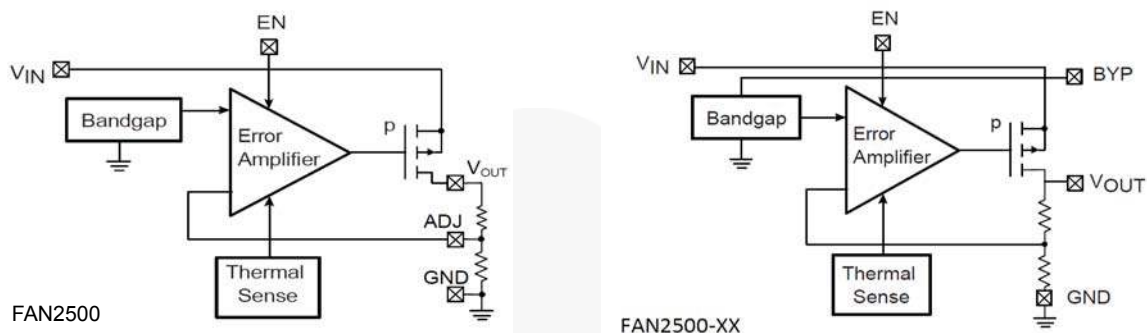 EN
VIN
Bandgap
Error
Amplifier
p
VOUT
ADJ
GND
Thermal
Sense
FAN2500
EN
VIN
BYP
Bandgap
Error
Amplifier
p
VOUT
Thermal
Sense
GND
FAN2500-XX